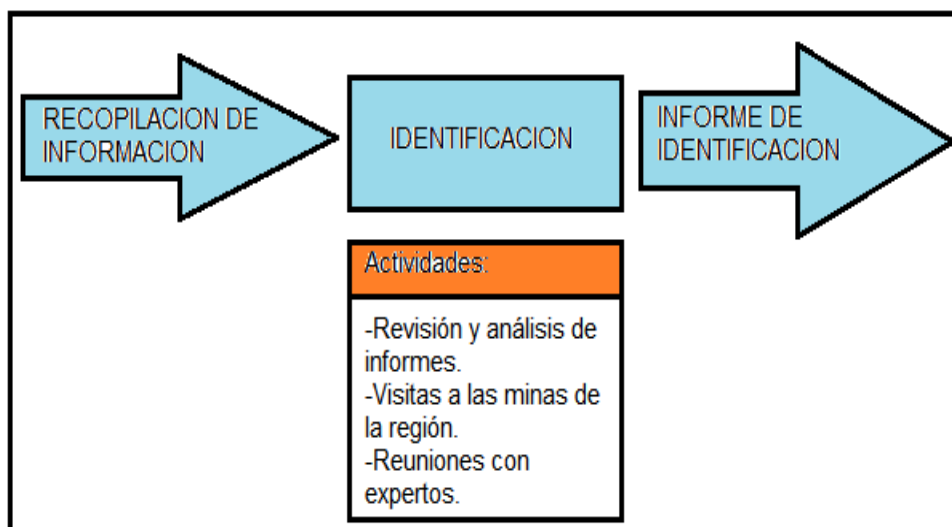 RECOPILACION DE
INFORMACION
IDENTIFICACION
INFORME DE
IDENTIFICACION
Actividades:
-Revisión y análisis de
informes.
-Visitas a las minas de
la región.
-Reuniones con
expertos.